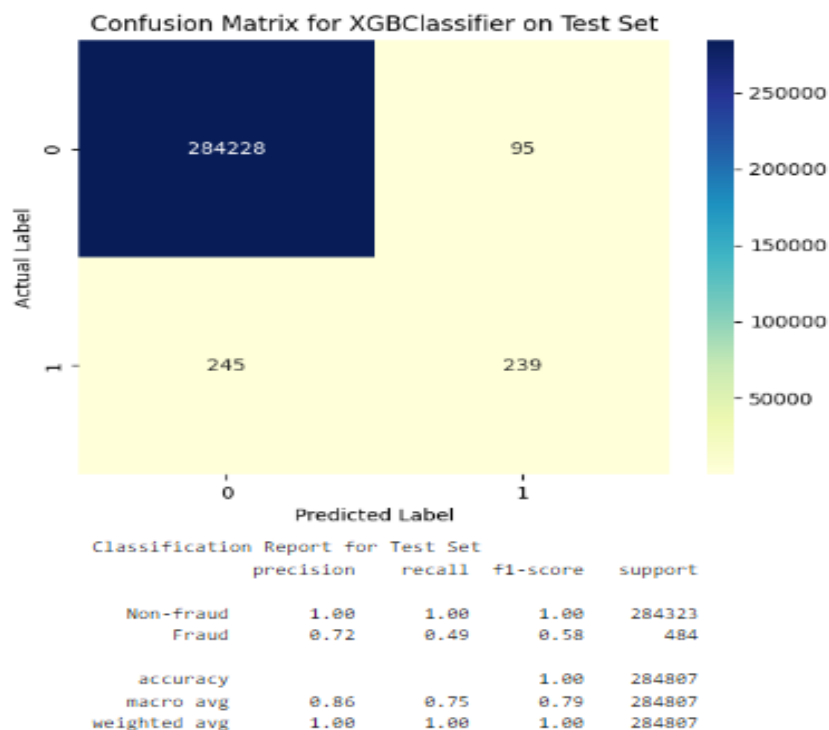 Confusion Matrix for XGBClassifier on Test Set
250000
0
284228
95
200000
Actual Label
150000
100000
1
245
239
50000
0
1
Predicted Label
Classification Report for Test Set
precision recall f1-score support
Non-fraud 1.00 1.00 1.00 284323
Fraud 0.72 0.49 0.58 484
accuracy 1.00 284807
macro avg 0.86 0.75 0.79 284807
weighted avg 1.00 1.00 1.00 284807